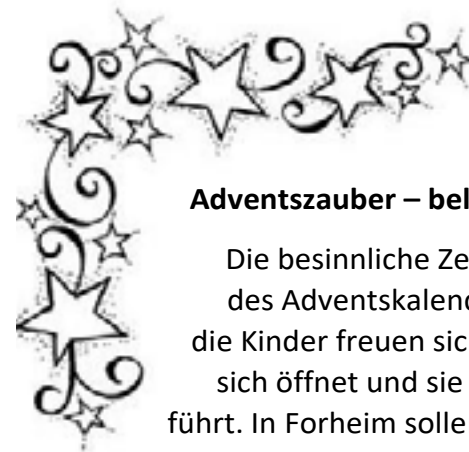 Adventszauber – bel
Die besinnliche Ze
des Adventskalend
die Kinder freuen sic
sich öffnet und sie
führt. In Forheim solle